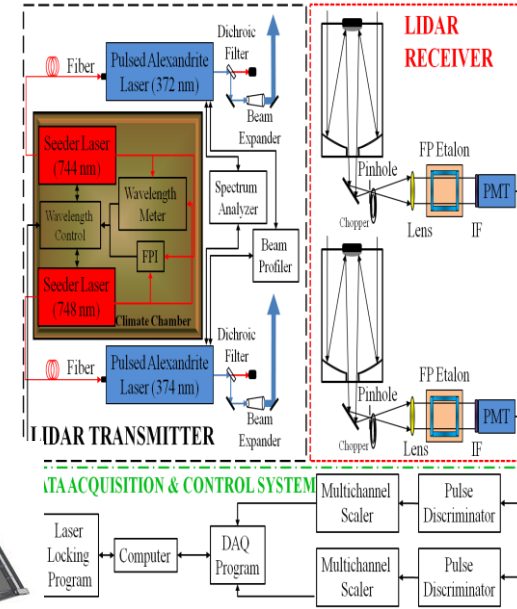 Fiber
Pulsed Alexandrite
Laser (372 nm)
Dichroic
Filter
Beam
Expander
Seeder Laser
(744 nm)
Wavelength
Meter
Wavelength
Control
FPI
Seeder Laser
(748 nm)
Climate Chamber
Spectrum
Analyzer
Beam
Profiler
Fiber
Pulsed Alexandrite
Laser (374 nm)
Dichroic
Filter
Beam
Expander
LIDAR TRANSMITTER
LIDAR
RECEIVER
Pinhole
Chopper
FP Etalon
Lens
IF
PMT
Pinhole
Chopper
FP Etalon
Lens
IF
PMT
ATA ACQUISITION & CONTROL SYSTEM
Laser
Locking
Program
Computer
DAQ
Program
Multichannel
Scaler
Pulse
Discriminator
Multichannel
Scaler
Pulse
Discriminator